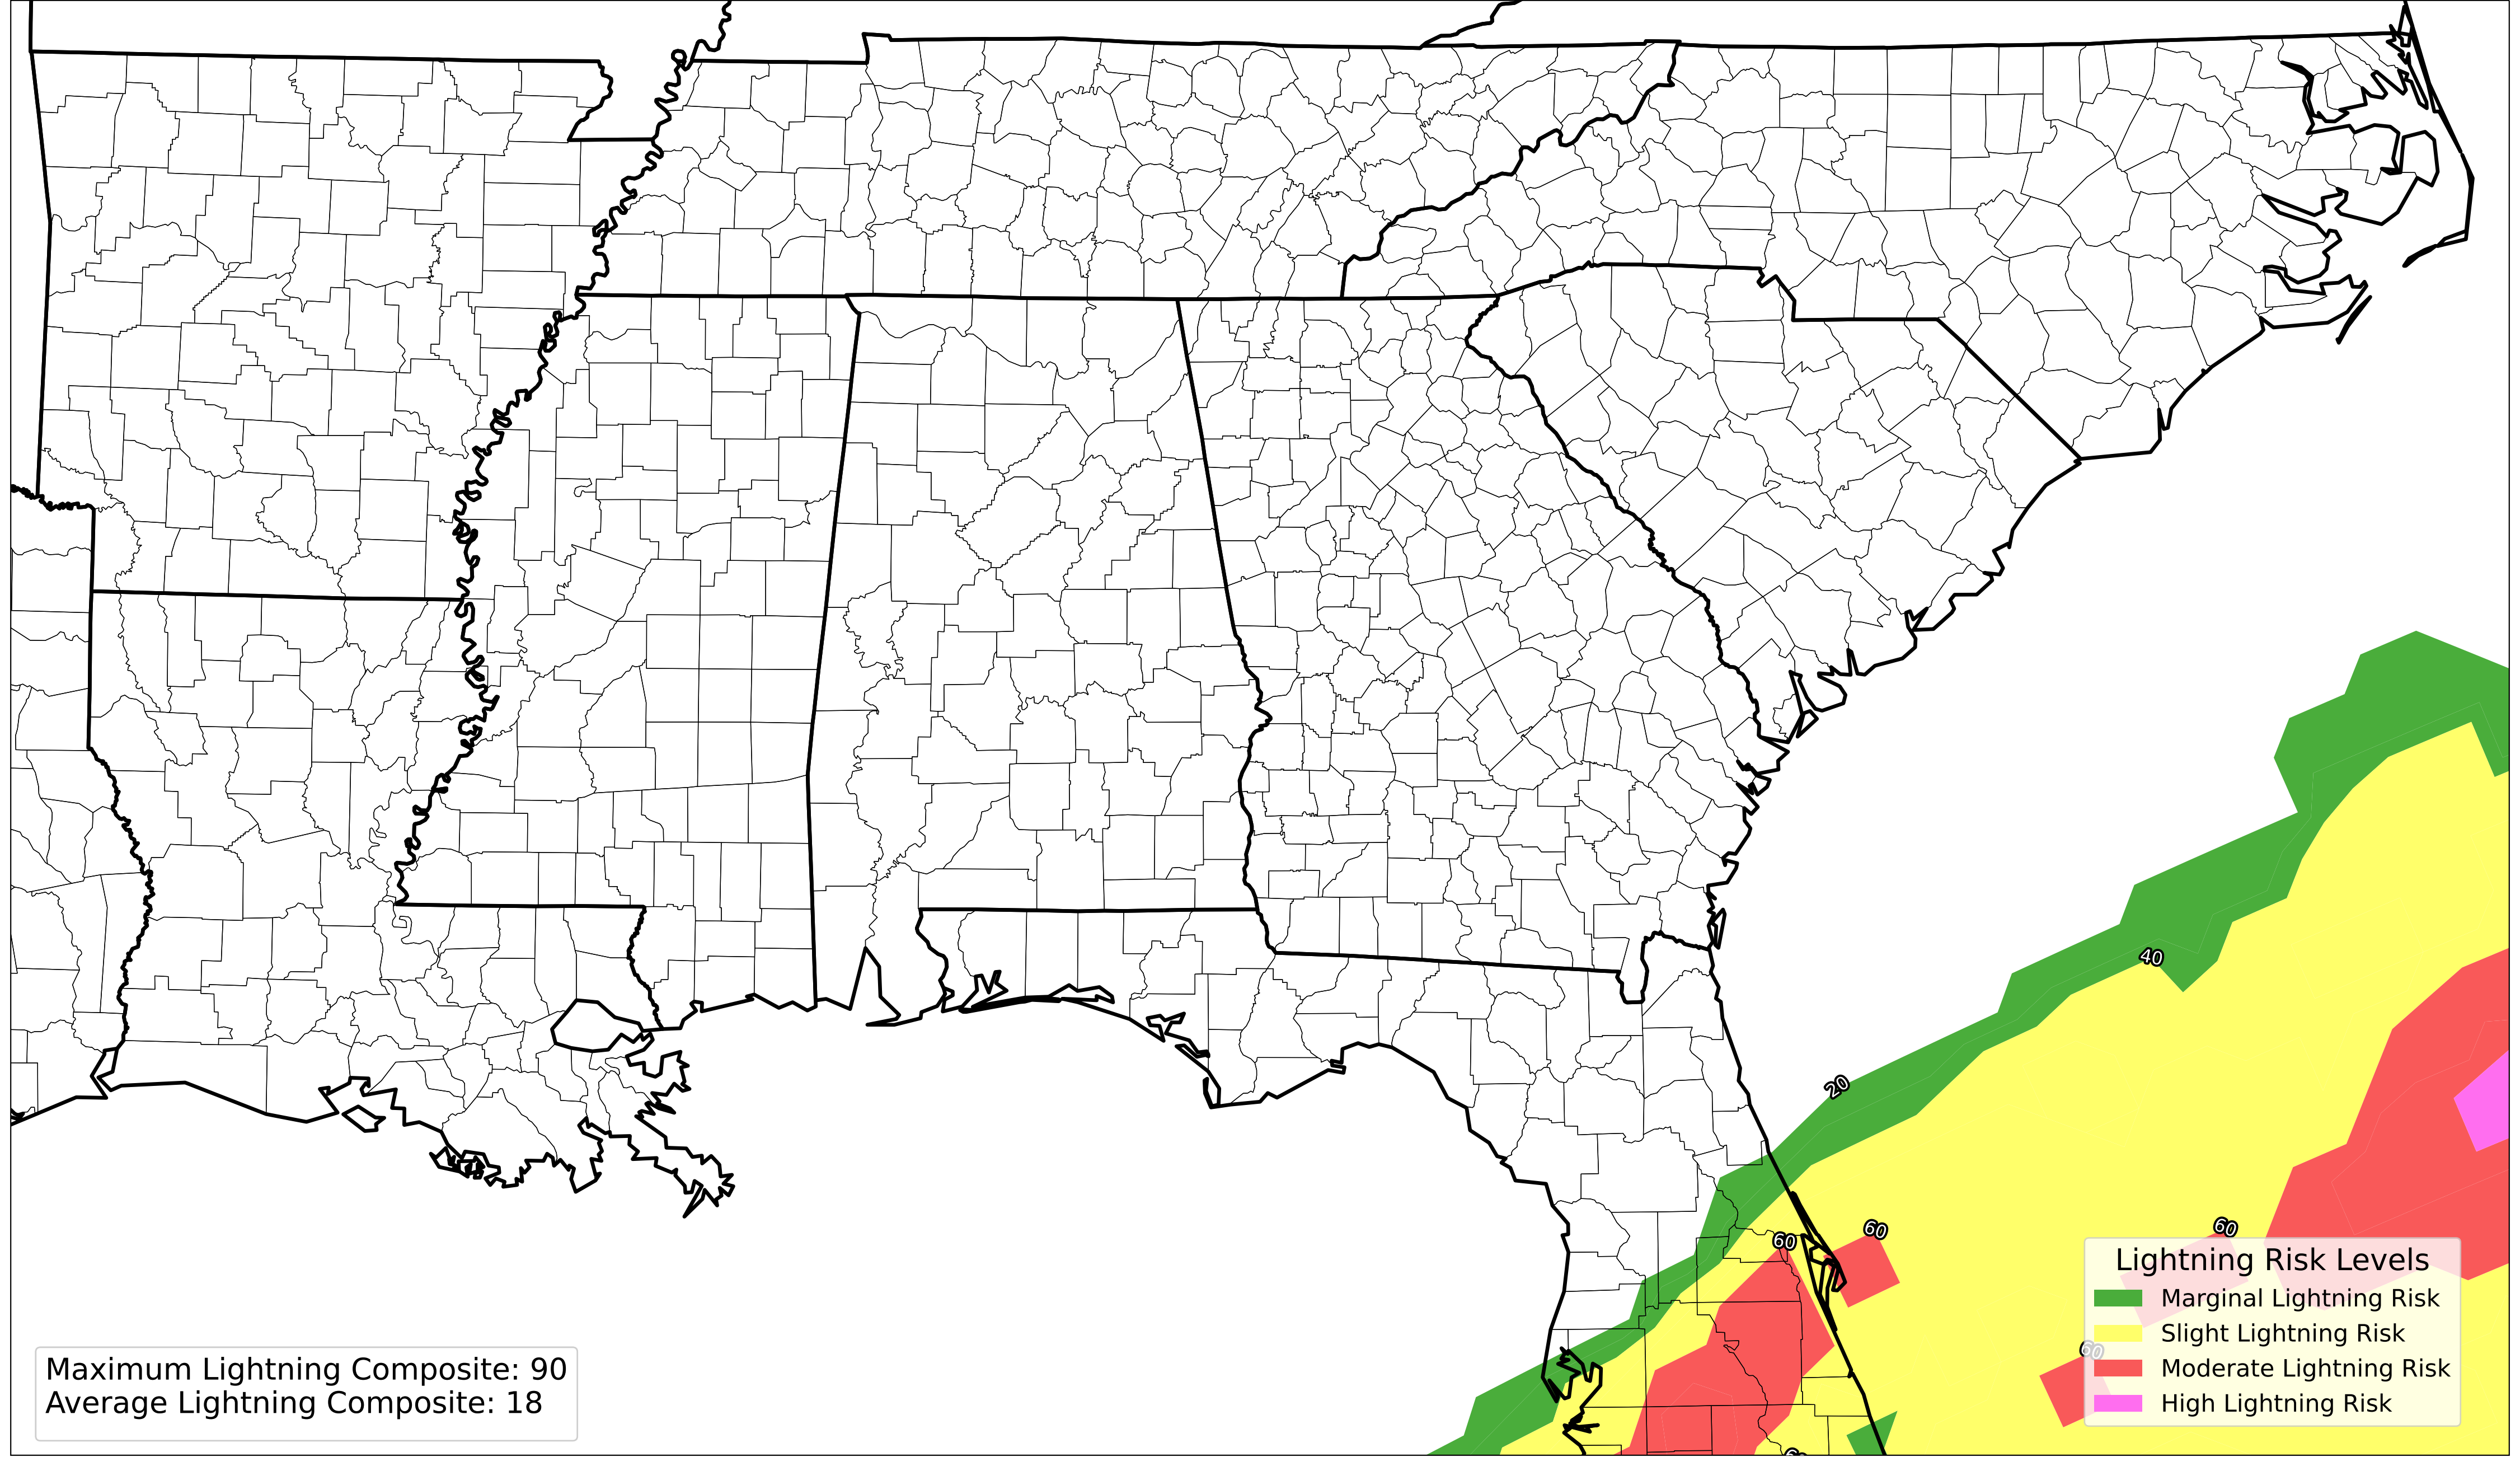 40
20
60
60
60
Lightning Risk Levels
Marginal Lightning Risk
Slight Lightning Risk
60
Moderate Lightning Risk
High Lightning Risk
Maximum Lightning Composite: 90
Average Lightning Composite: 18